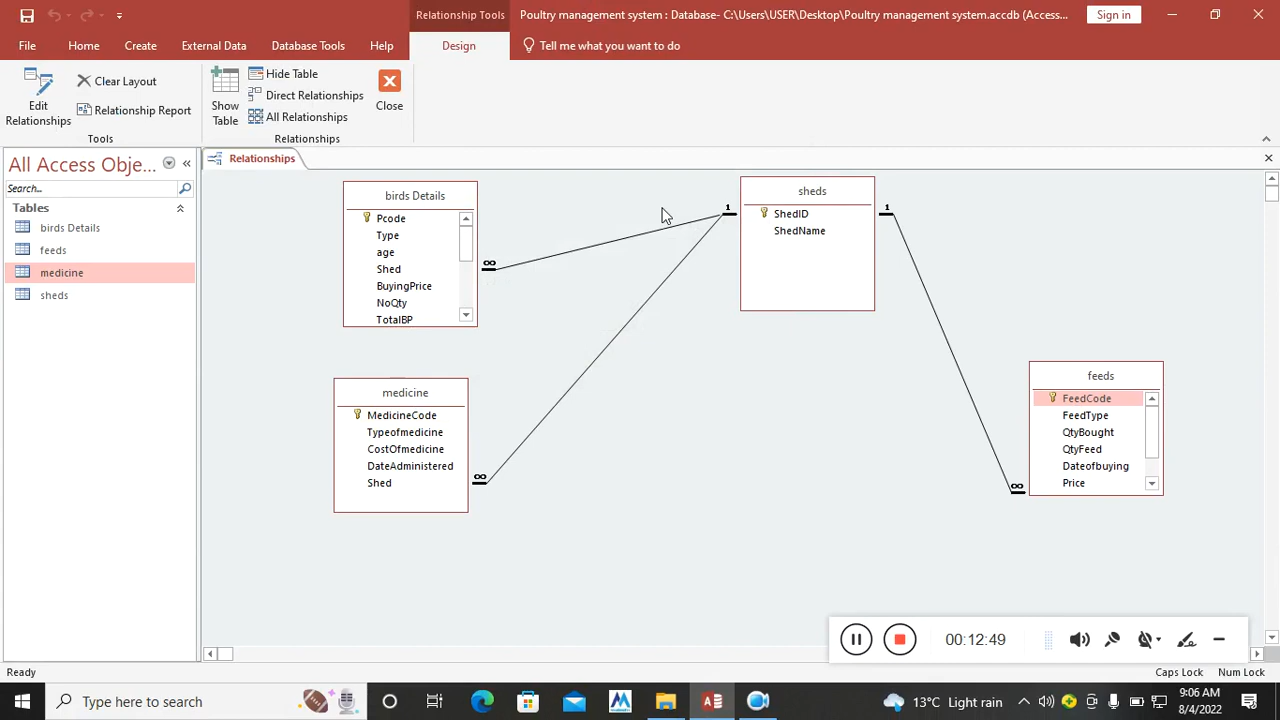 Relationship Tools
Poultry management system : Database- C:\Users\USER\Desktop\Poultry management system.accdb (Access...
Sign in
File
Home
Create
External Data
Database Tools
Help
Design
Tell me what you want to do
Edit
Relationships
Clear Layout
Relationship Report
Tools
Show
Table
Hide Table
Direct Relationships
All Relationships
Relationships
Close
All Access Obje...
Search...
Tables
birds Details
feeds
medicine
sheds
Relationships
birds Details
Pcode
Type
age
Shed
BuyingPrice
NoQty
TotalBP
sheds
ShedID
ShedName
1
1
∞
medicine
MedicineCode
Typeofmedicine
CostOfmedicine
DateAdministered
Shed
∞
feeds
FeedCode
FeedType
QtyBought
QtyFeed
Dateofbuying
Price
∞
00:12:49
Ready
Caps Lock
Num Lock
Type here to search
13°C Light rain
9:06 AM
8/4/2022